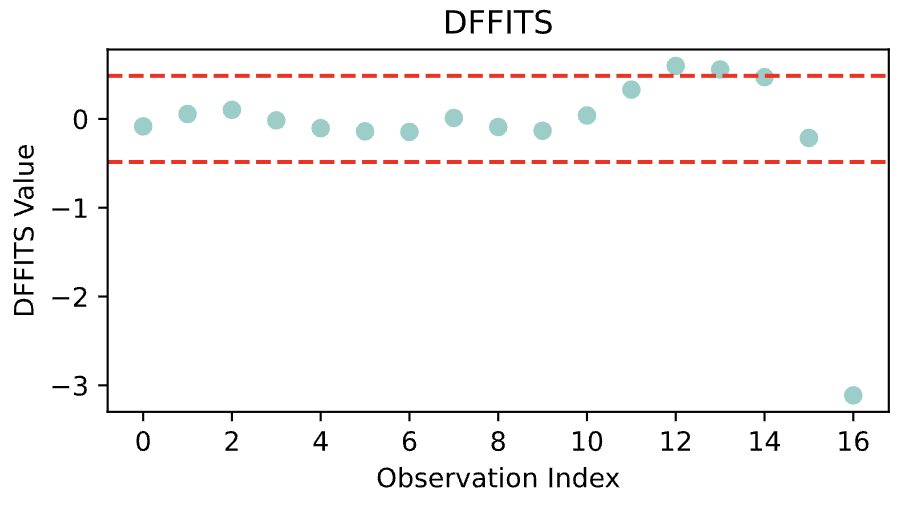 DFFITS
DFFITS Value
0
−1
−2
−3
0 2 4 6 8 10 12 14 16
Observation Index